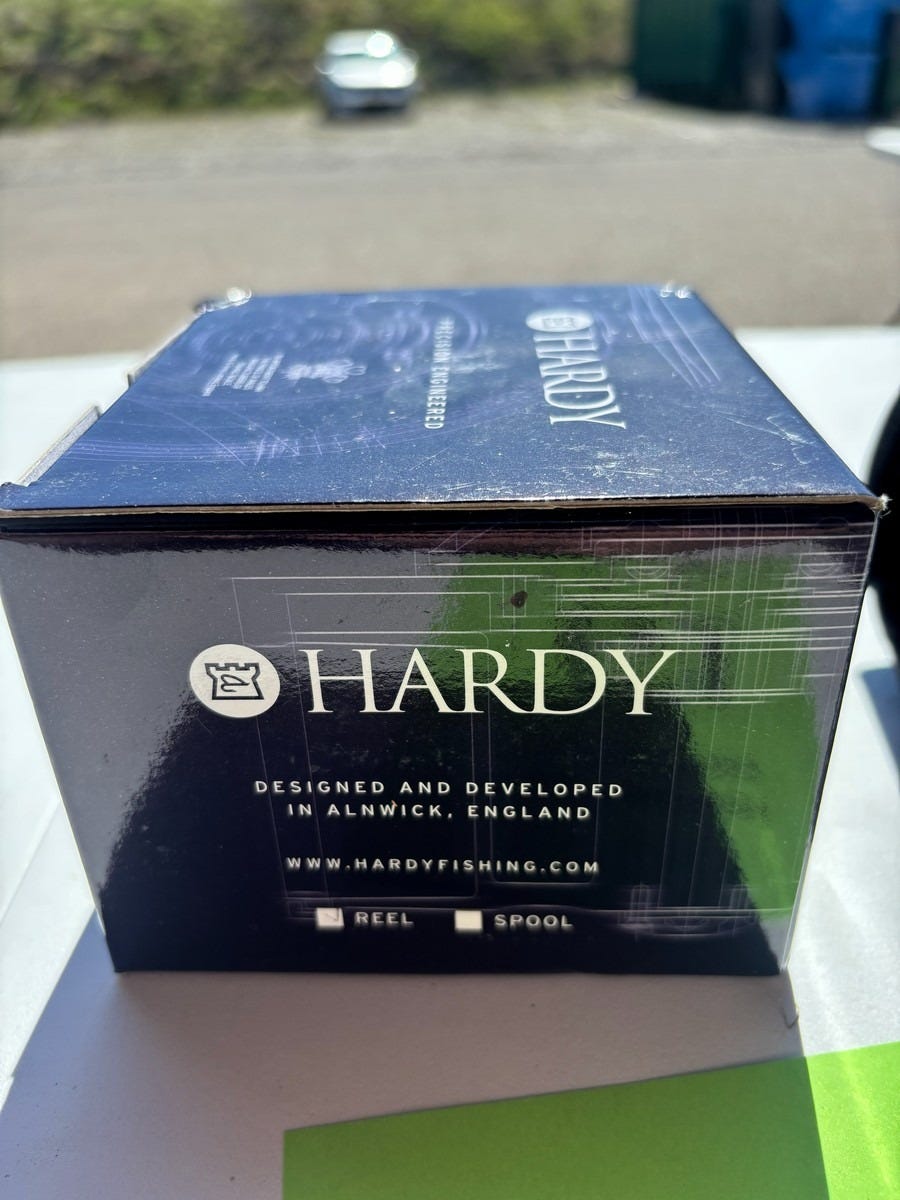 HARDY
PRECISION ENGINEERED
HARDY
DESIGNED AND DEVELOPED
IN ALNWICK, ENGLAND
WWW.HARDYFISHING.COM
REEL SPOOL